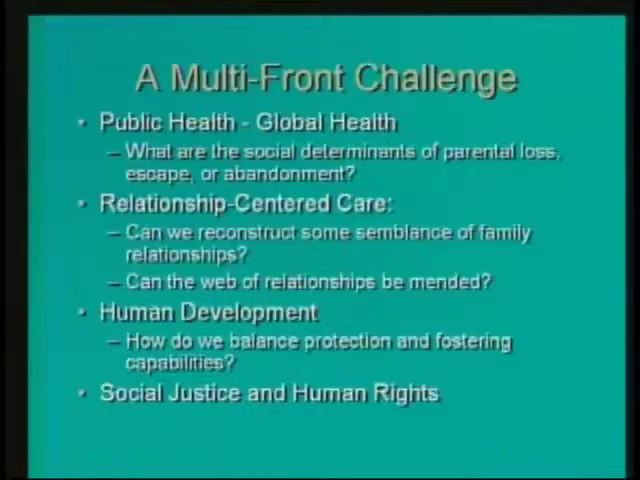 A Multi-Front Challenge
• Public Health - Global Health
– What are the social determinants of parental loss,
escape, or abandonment?
• Relationship-Centered Care:
– Can we reconstruct some semblance of family
relationships?
– Can the web of relationships be mended?
• Human Development
– How do we balance protection and fostering
capabilities?
• Social Justice and Human Rights